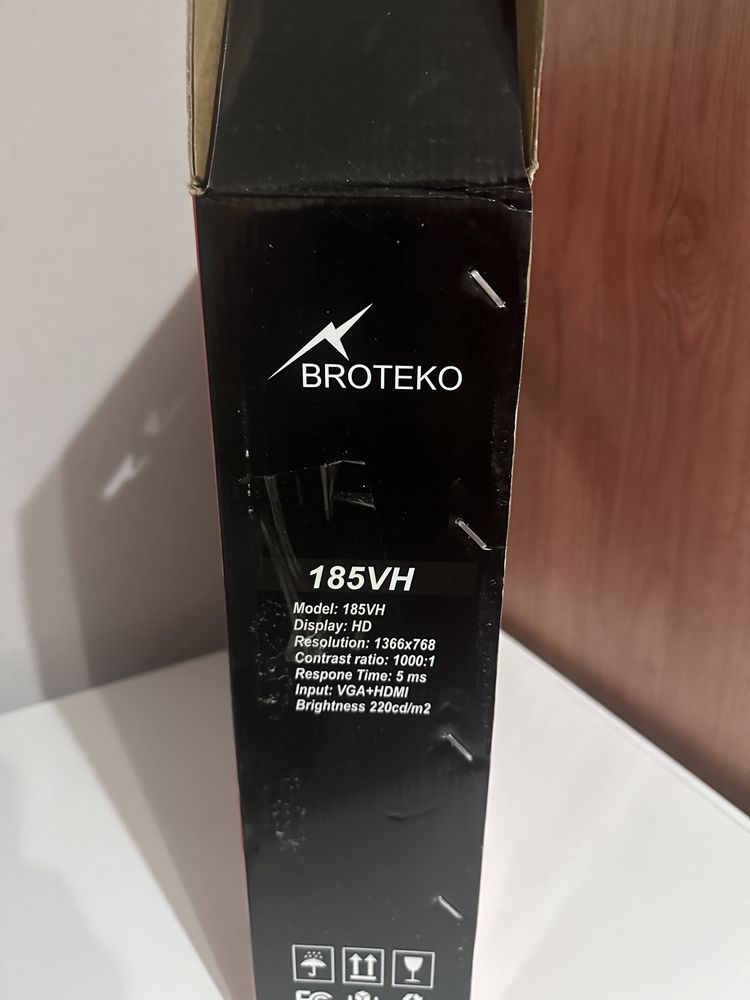 BROTEKO
185VH
Model: 185VH
Display: HD
Resolution: 1366x768
Contrast ratio: 1000:1
Respone Time: 5 ms
Input: VGA+HDMI
Brightness 220cd/m2
FC